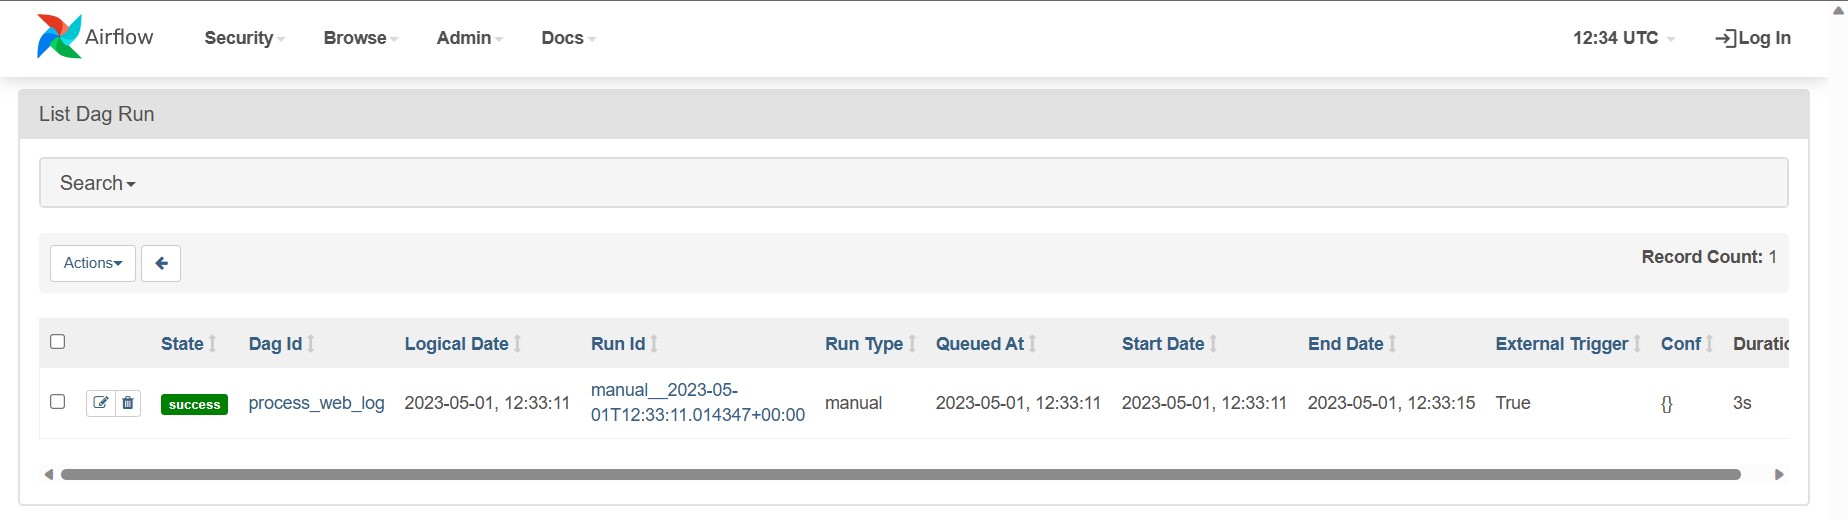 Airflow Security Browse Admin Docs 12:34 UTC Log In
List Dag Run
Search
Actions Record Count: 1
State Dag Id Logical Date Run Id Run Type Queued At Start Date End Date External Trigger Conf Duratio
success process_web_log 2023-05-01, 12:33:11 manual__2023-05-01T12:33:11.014347+00:00 manual 2023-05-01, 12:33:11 2023-05-01, 12:33:11 2023-05-01, 12:33:15 True {} 3s